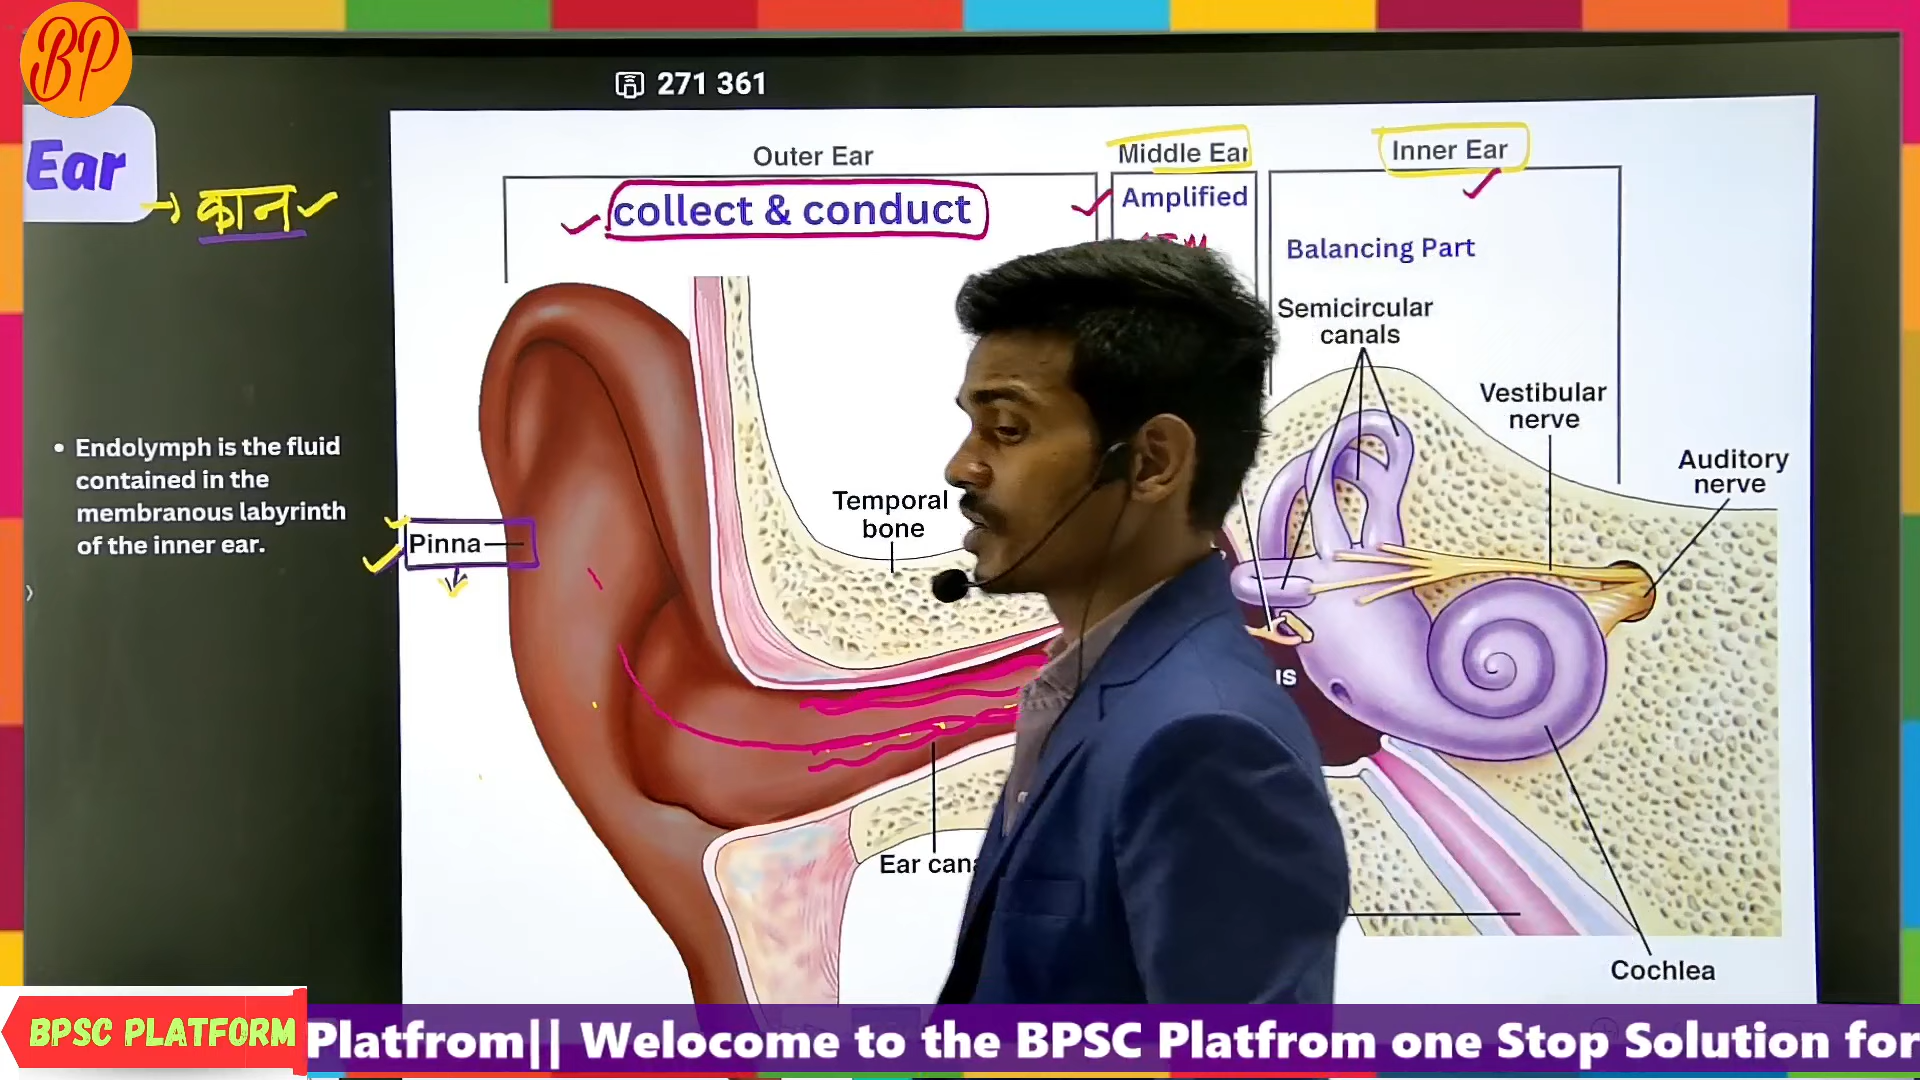 BP
271 361
Ear
कान
Outer Ear
Middle Ear
Inner Ear
collect & conduct
Amplified
Balancing Part
Semicircular
canals
Vestibular
nerve
Auditory
nerve
• Endolymph is the fluid
contained in the
membranous labyrinth
of the inner ear.
Temporal
bone
Pinna
Ear
Cochlea
BPSC PLATFORM
Platfrom|| Welocome to the BPSC Platfrom one Stop Solution for